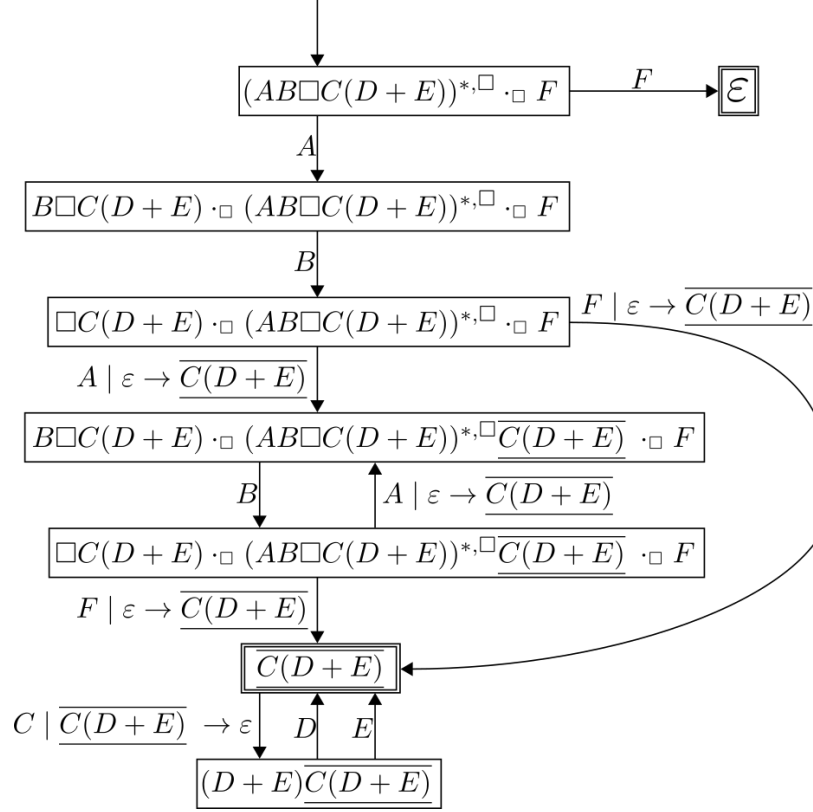 (AB□C(D + E))*,□ ·□ F
F
ε
A
B□C(D + E) ·□ (AB□C(D + E))*,□ ·□ F
B
□C(D + E) ·□ (AB□C(D + E))*,□ ·□ F
F | ε → C(D + E)
A | ε → C(D + E)
B□C(D + E) ·□ (AB□C(D + E))*,□C(D + E) ·□ F
B
A | ε → C(D + E)
□C(D + E) ·□ (AB□C(D + E))*,□C(D + E) ·□ F
F | ε → C(D + E)
C(D + E)
C | C(D + E) → ε
D
E
(D + E)C(D + E)